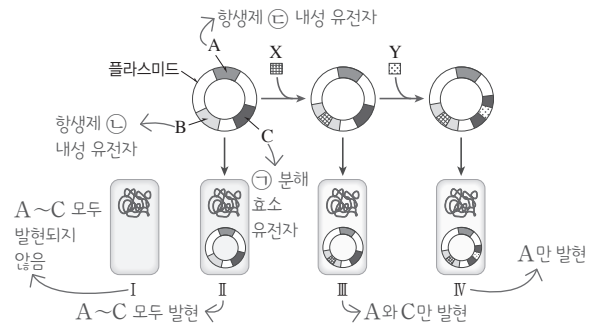 항생제 ㉢ 내성 유전자
A
X
Y
플라스미드
항생제 ㉡
내성 유전자
B
C
㉠ 분해
효소
유전자
A～C 모두
발현되지
않음
A만 발현
Ⅰ
Ⅱ
Ⅲ
Ⅳ
A～C 모두 발현
A와 C만 발현